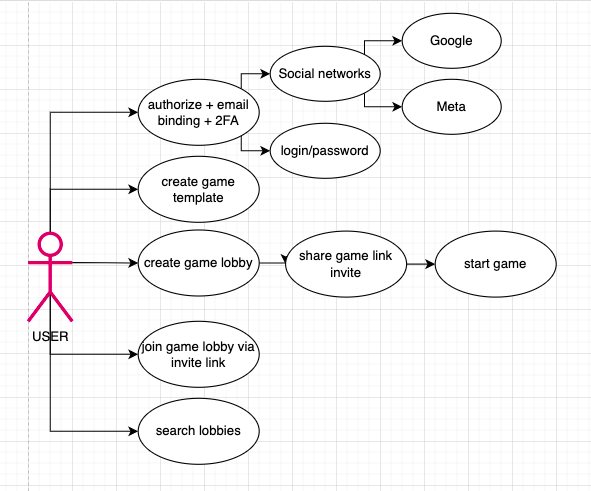 Google
Social networks
Meta
authorize + email
binding + 2FA
login/password
create game
template
create game lobby
share game link
invite
start game
USER
join game lobby via
invite link
search lobbies